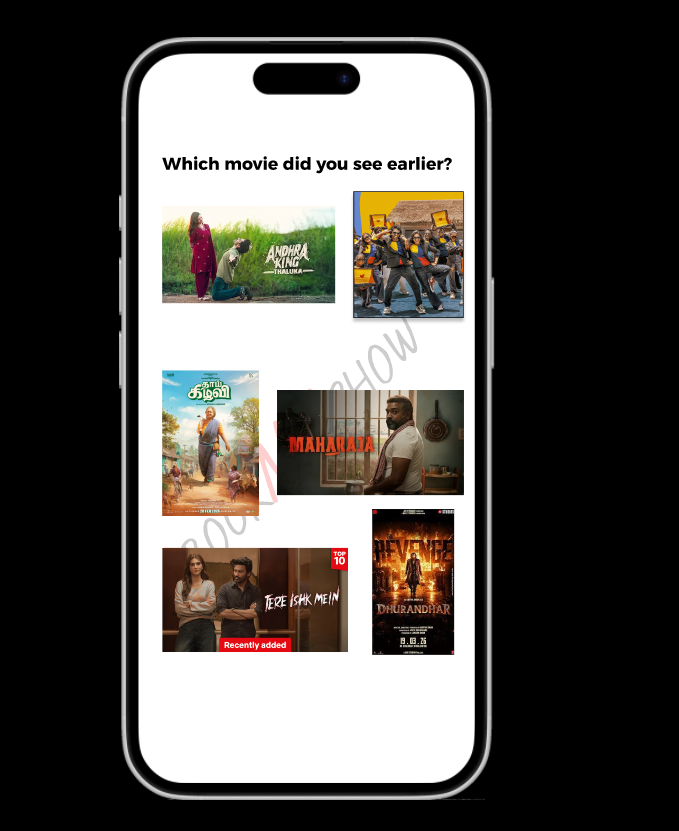 Which movie did you see earlier?
ANDHRA
KING
THALUKA
தாய்
கிழவி
MAHARAJA
TOP
10
TERE ISHK MEIN
Recently added
REVENGE
DHURANDHAR
19.03.26